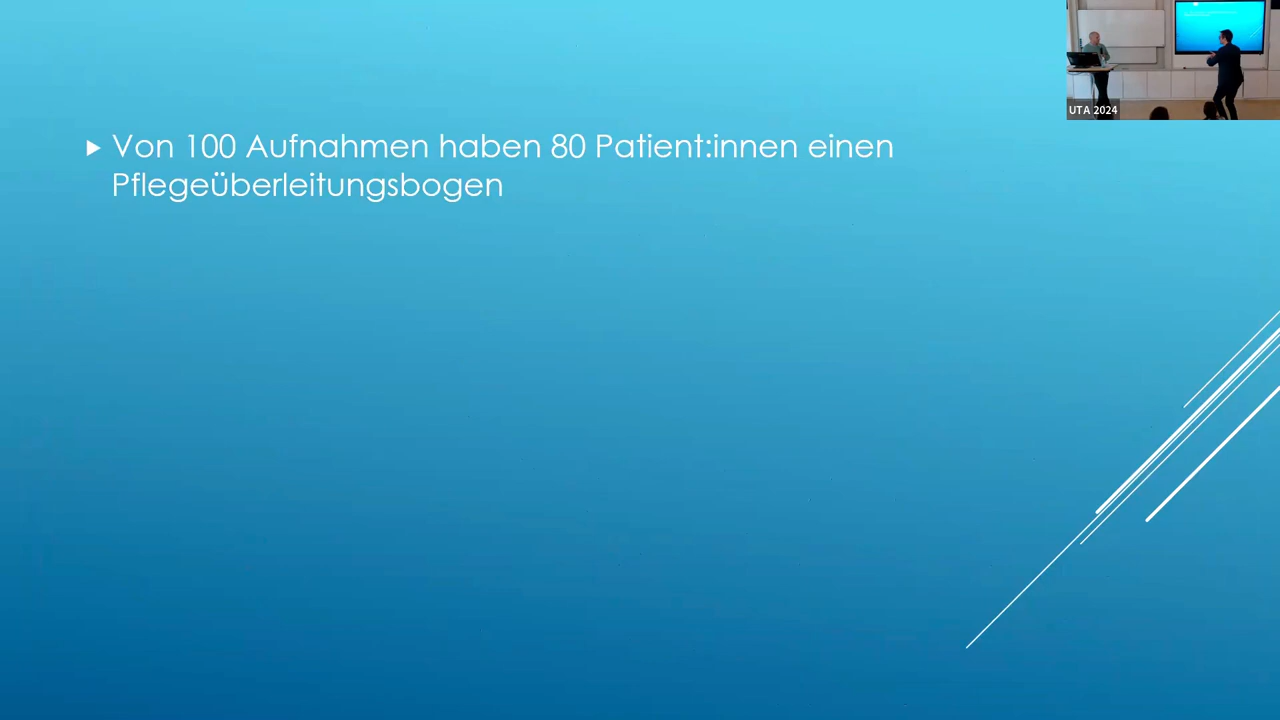 Von 100 Aufnahmen haben 80 Patient:innen einen
Pflegeüberleitungsbogen
UTA 2024